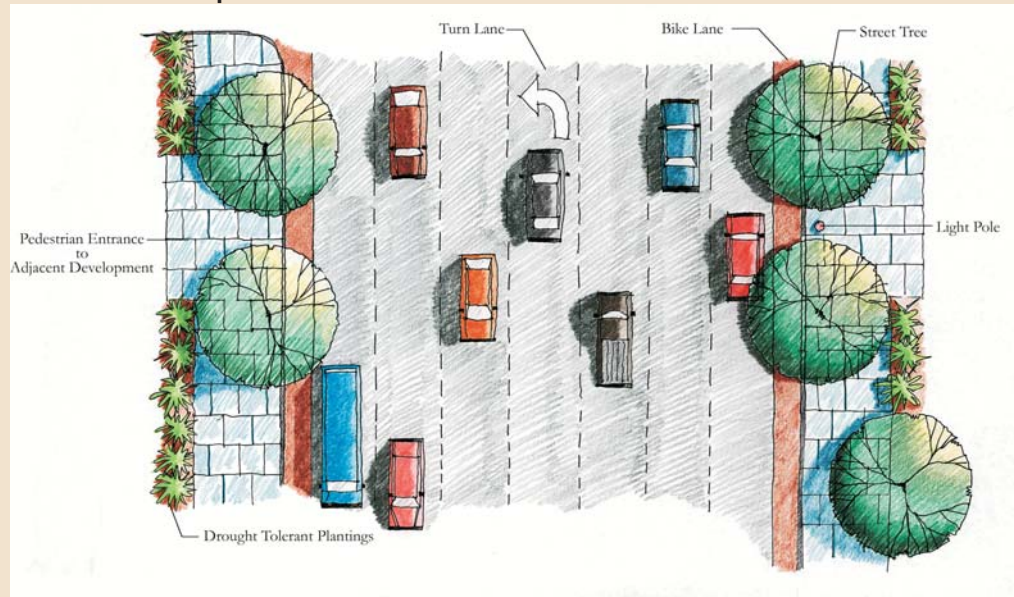 Turn Lane
Bike Lane
Street Tree
Pedestrian Entrance
to
Adjacent Development
Light Pole
Drought Tolerant Plantings